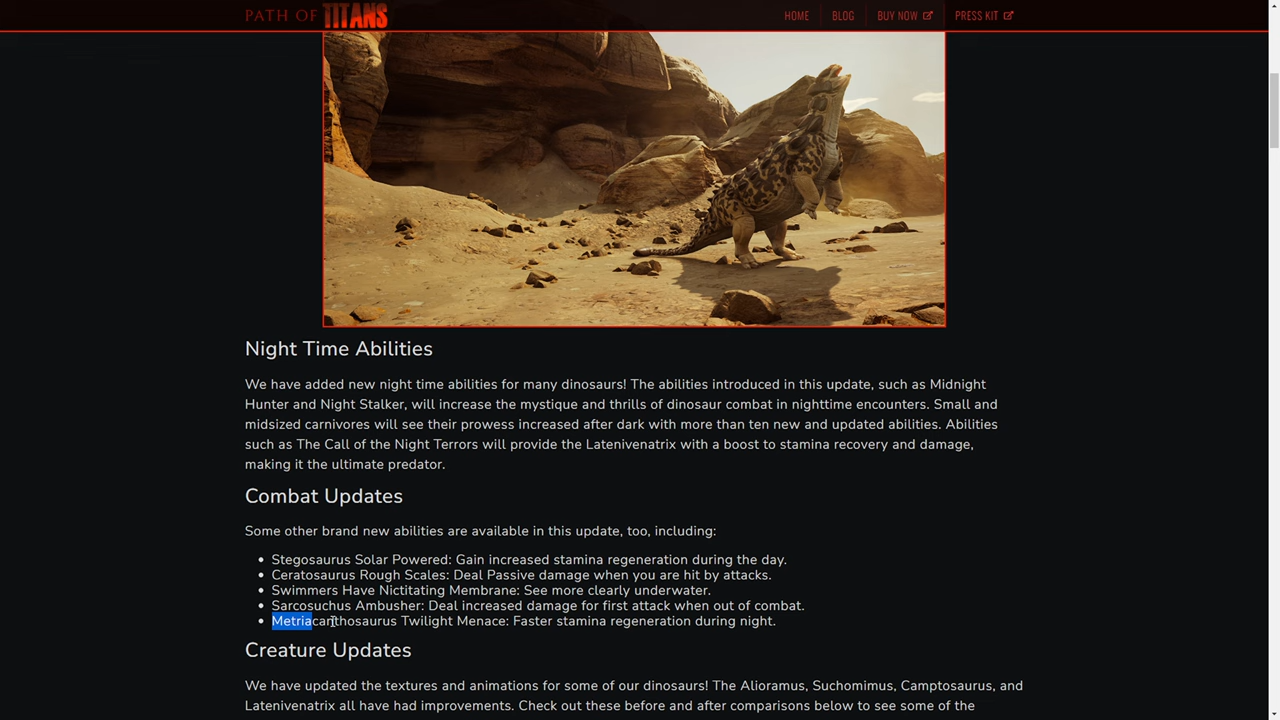 PATH OF TITANS
HOME
BLOG
BUY NOW
PRESS KIT
Night Time Abilities
We have added new night time abilities for many dinosaurs! The abilities introduced in this update, such as Midnight
Hunter and Night Stalker, will increase the mystique and thrills of dinosaur combat in nighttime encounters. Small and
midsized carnivores will see their prowess increased after dark with more than ten new and updated abilities. Abilities
such as The Call of the Night Terrors will provide the Latenivenatrix with a boost to stamina recovery and damage,
making it the ultimate predator.
Combat Updates
Some other brand new abilities are available in this update, too, including:
• Stegosaurus Solar Powered: Gain increased stamina regeneration during the day.
• Ceratosaurus Rough Scales: Deal Passive damage when you are hit by attacks.
• Swimmers Have Nictitating Membrane: See more clearly underwater.
• Sarcosuchus Ambusher: Deal increased damage for first attack when out of combat.
• Metriacanthosaurus Twilight Menace: Faster stamina regeneration during night.
Creature Updates
We have updated the textures and animations for some of our dinosaurs! The Alioramus, Suchomimus, Camptosaurus, and
Latenivenatrix all have had improvements. Check out these before and after comparisons below to see some of the